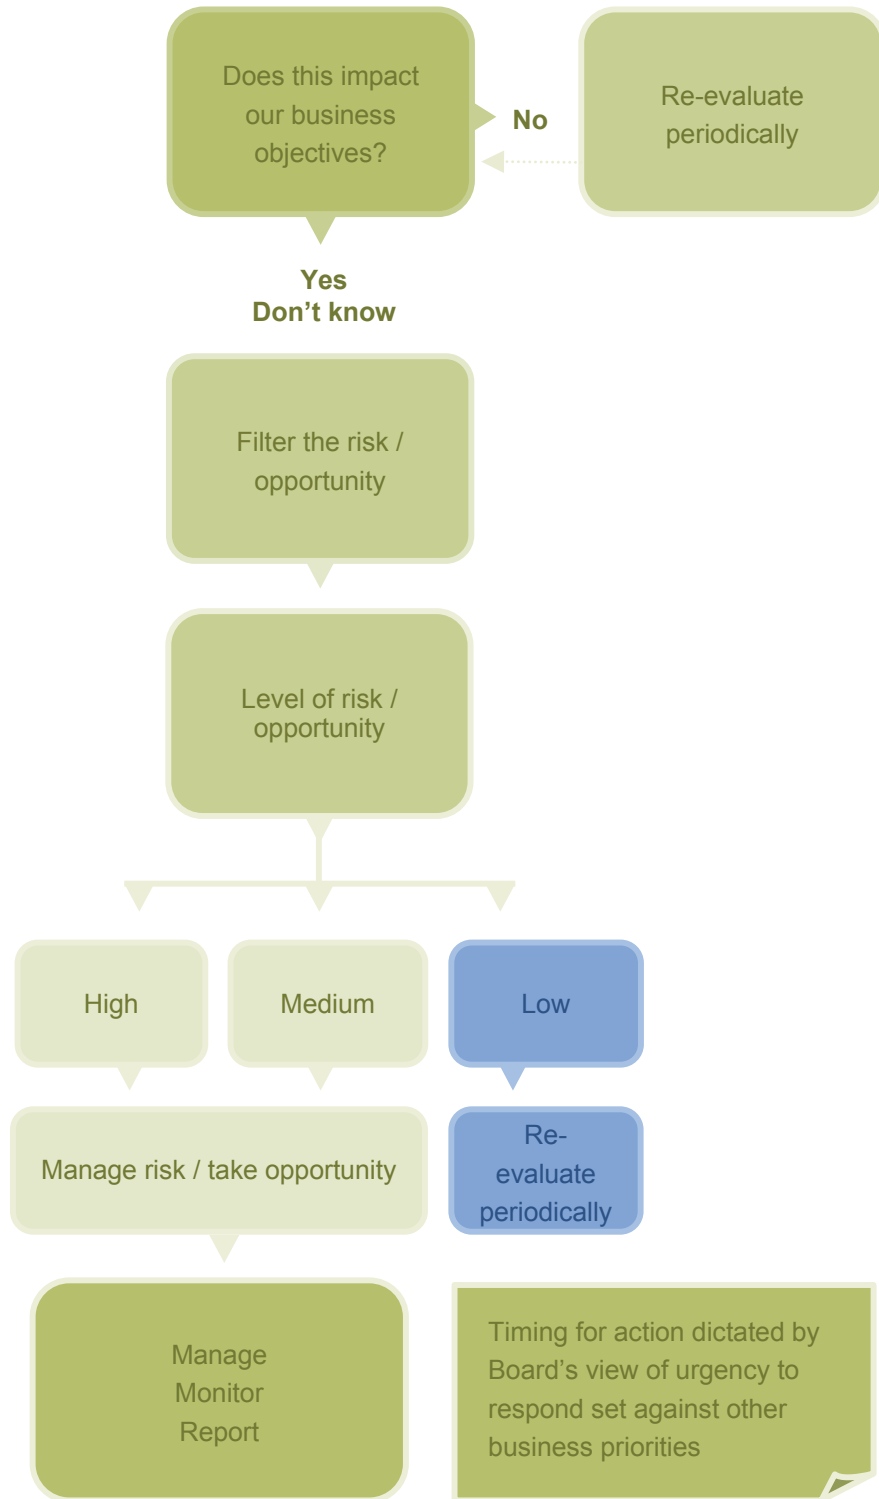 Does this impact
our business
objectives?
No
Re-evaluate
periodically
Yes
Don’t know
Filter the risk /
opportunity
Level of risk /
opportunity
High
Medium
Low
Manage risk / take opportunity
Re-
evaluate
periodically
Manage
Monitor
Report
Timing for action dictated by
Board’s view of urgency to
respond set against other
business priorities